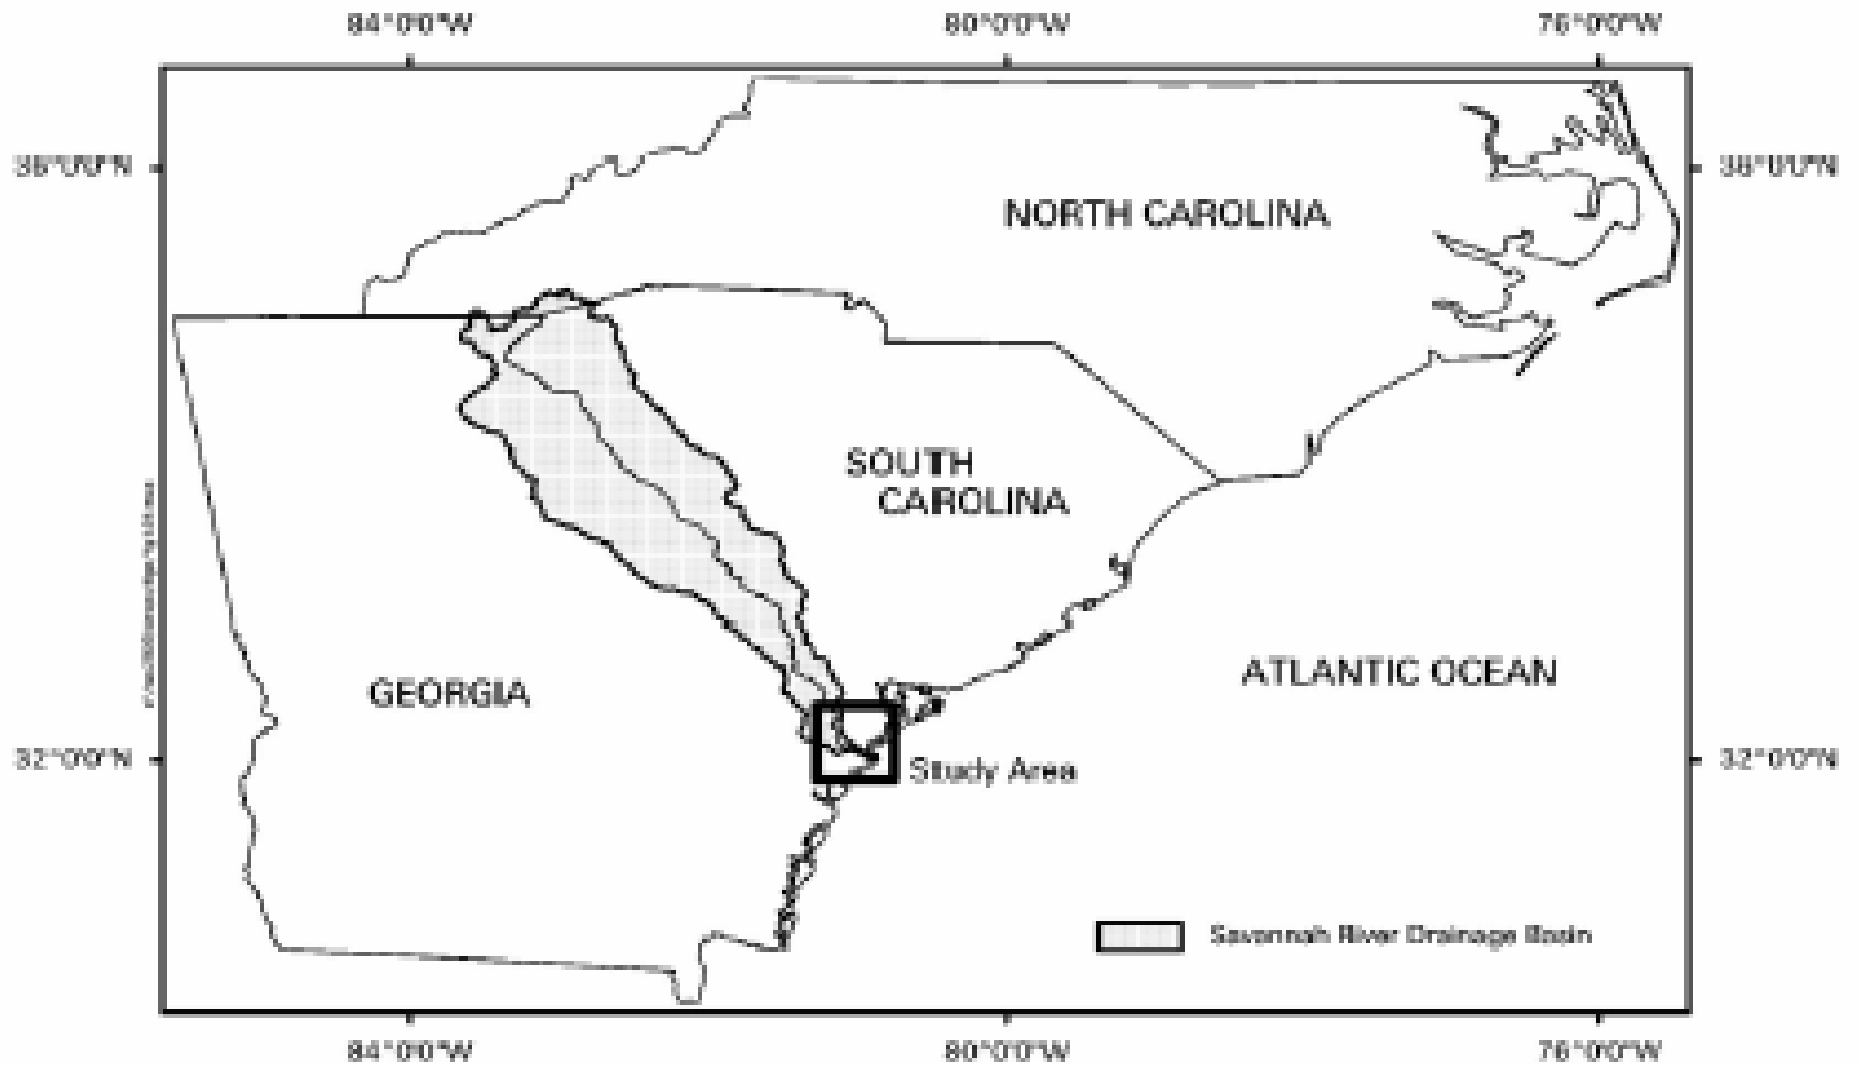 84°0'0"W
80°0'0"W
76°0'0"W
36°0'0"N
36°0'0"N
NORTH CAROLINA
SOUTH
CAROLINA
ATLANTIC OCEAN
GEORGIA
32°0'0"N
32°0'0"N
Study Area
Savannah River Drainage Basin
84°0'0"W
80°0'0"W
76°0'0"W